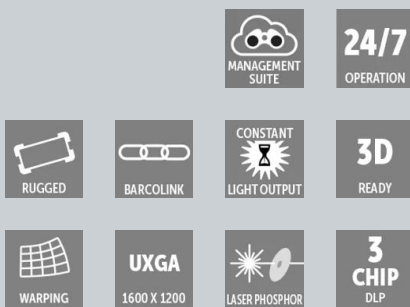 MANAGEMENT
SUITE
24/7
OPERATION
RUGGED
BARCOLINK
CONSTANT
LIGHT OUTPUT
3D
READY
WARPING
UXGA
1600 X 1200
LASER PHOSPHOR
3
CHIP
DLP